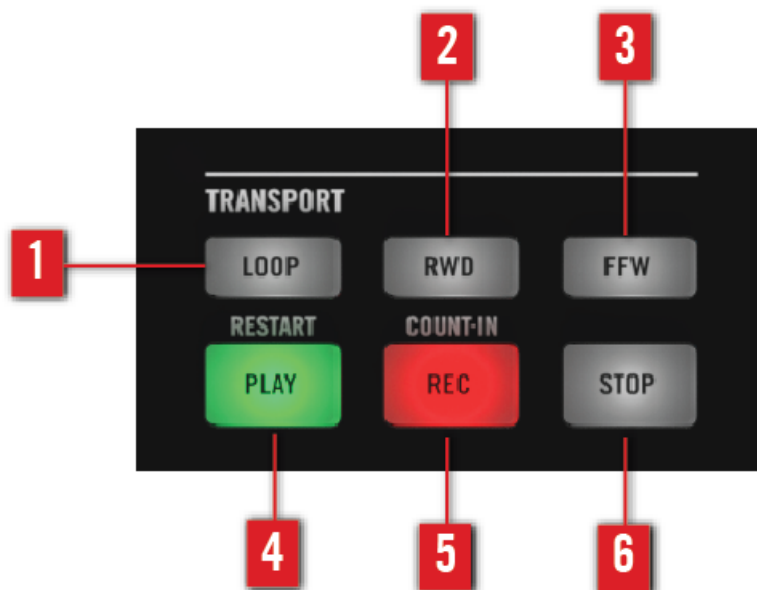 2 3
TRANSPORT
1 LOOP RWD FFW
RESTART COUNT-IN
PLAY REC STOP
4 5 6